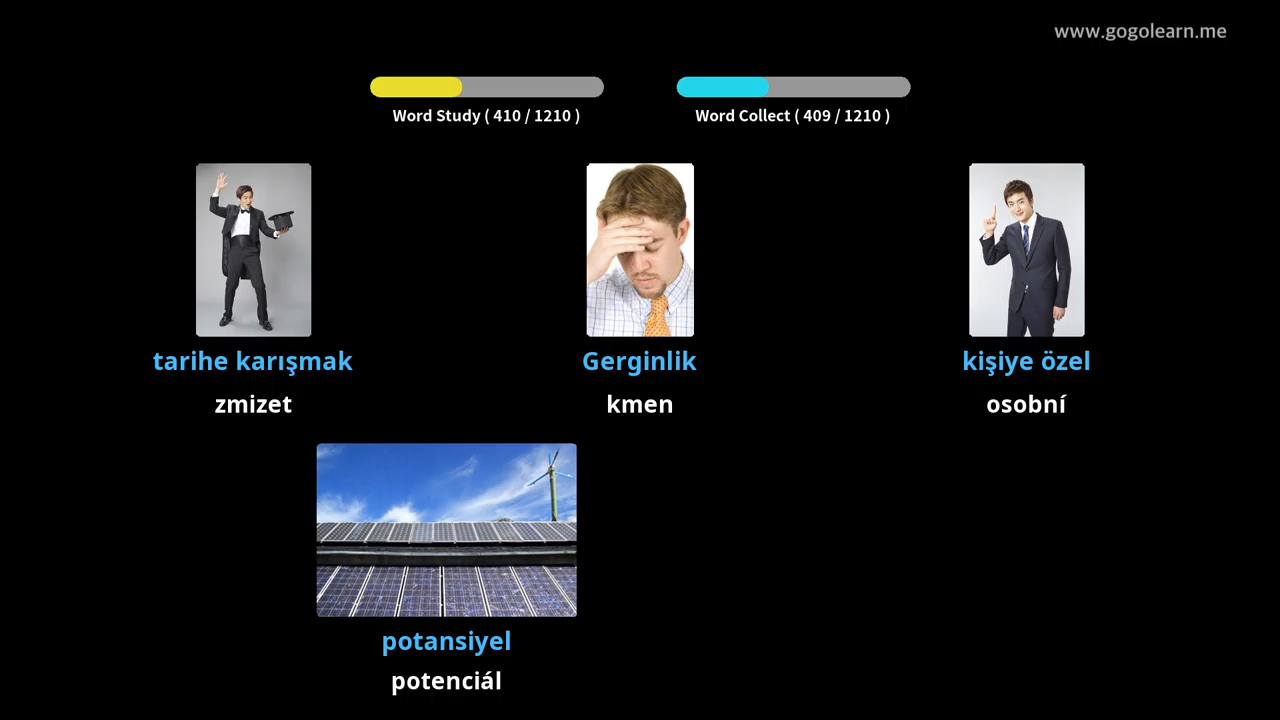 www.gogolearn.me
Word Study ( 410 / 1210 )
Word Collect ( 409 / 1210 )
tarihe karışmak
zmizet
Gerginlik
kmen
kişiye özel
osobní
potansiyel
potenciál